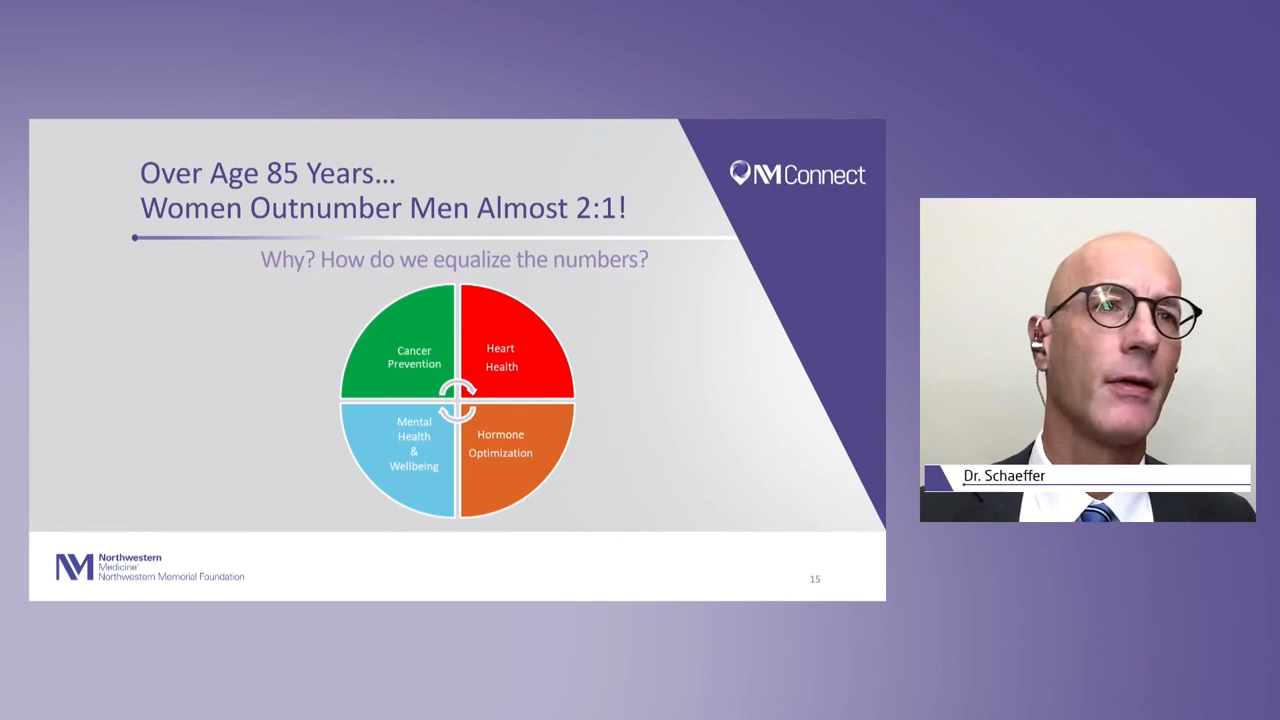 Over Age 85 Years…
Women Outnumber Men Almost 2:1!
NM Connect
Why? How do we equalize the numbers?
Cancer
Prevention
Heart
Health
Mental
Health
&
Wellbeing
Hormone
Optimization
Dr. Schaeffer
NM
Northwestern
Medicine
Northwestern Memorial Foundation
15